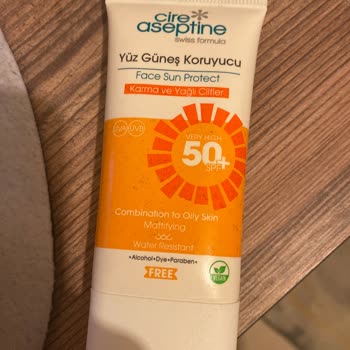 cire
aseptine
swiss formula
Yüz Güneş Koruyucu
Face Sun Protect
Karma ve Yağlı Ciltler
UVA UVB
VERY HIGH
50+
SPF
Combination to Oily Skin
Mattifying
Water Resistant
•Alcohol•Dye•Paraben•
FREE
VEGAN